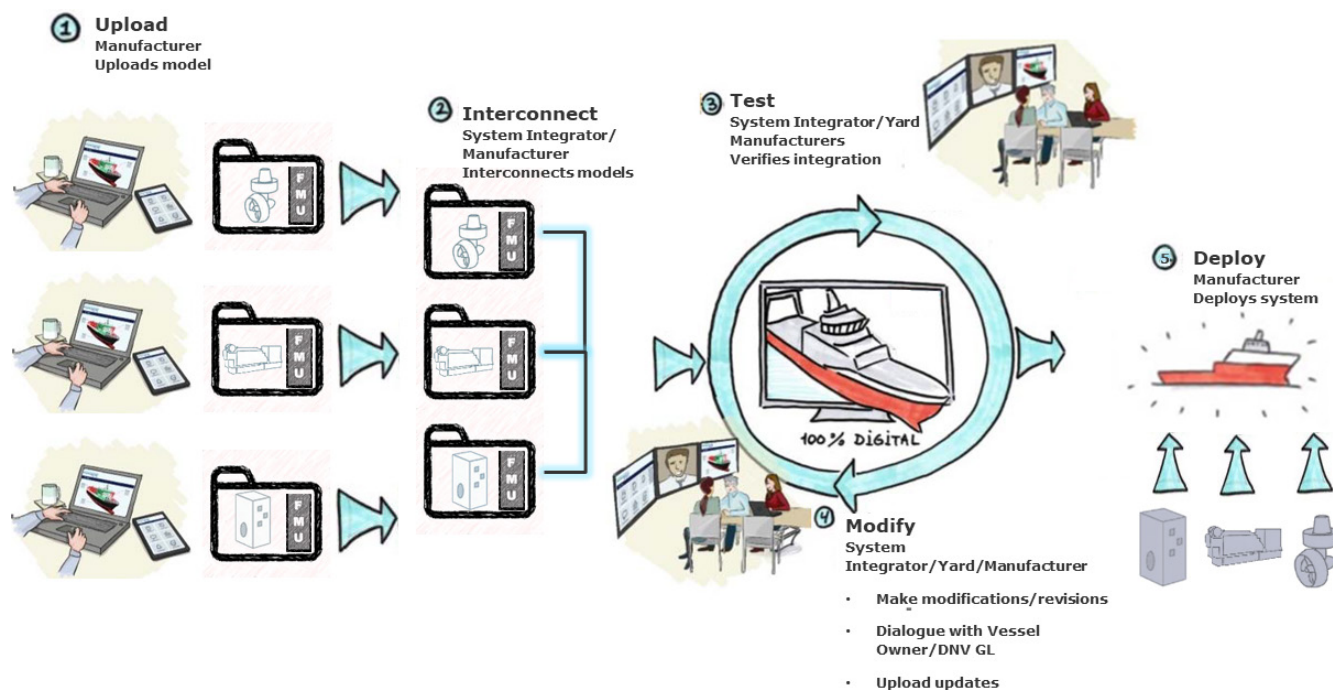 1 Upload
Manufacturer
Uploads model
FMU
FMU
FMU
2 Interconnect
System Integrator/
Manufacturer
Interconnects models
FMU
FMU
FMU
3 Test
System Integrator/Yard
Manufacturers
Verifies integration
100% DIGITAL
4 Modify
System
Integrator/Yard/Manufacturer
· Make modifications/revisions
· Dialogue with Vessel
Owner/DNV GL
· Upload updates
5. Deploy
Manufacturer
Deploys system